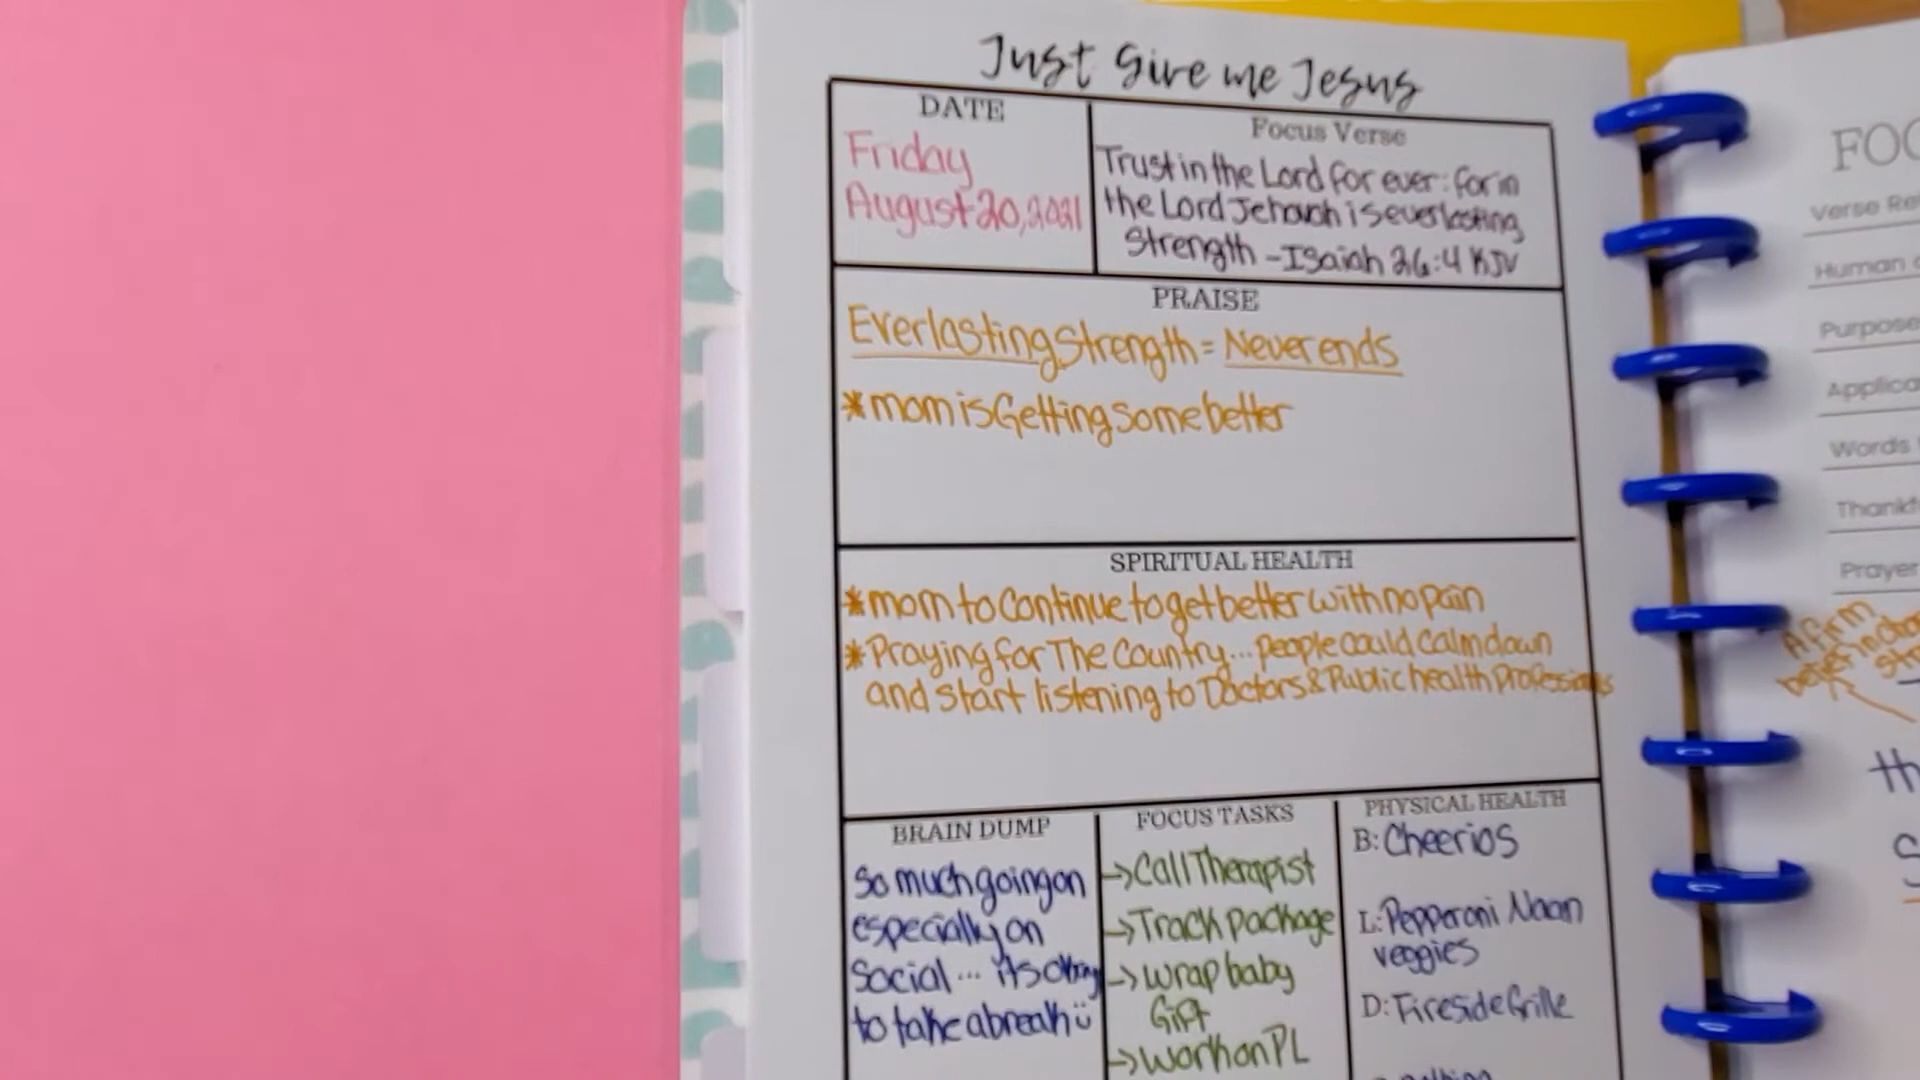 Just Give me Jesus
DATE
Friday
August 20, 2021
Focus Verse
Trust in the Lord for ever: for in
the Lord Jehovah is everlasting
Strength - Isaiah 26:4 KJV
PRAISE
Everlasting Strength = Never ends
*mom is Getting some better
SPIRITUAL HEALTH
*mom to continue to get better with no pain
*Praying for The Country... people could calm down
and start listening to Doctors & Public health Professionals
BRAIN DUMP
So much going on
especially on
Social ... its okay
to take a break ü
FOCUS TASKS
→ Call Therapist
→ Track package
→ wrap baby
Gift
→ work on PL
PHYSICAL HEALTH
B: Cheerios
L: Pepperoni Naan
veggies
D: Fireside Grille
FOC
Verse Re
Human
Purpose
Applica
Words
Thankf
Prayer
A firm
th
S